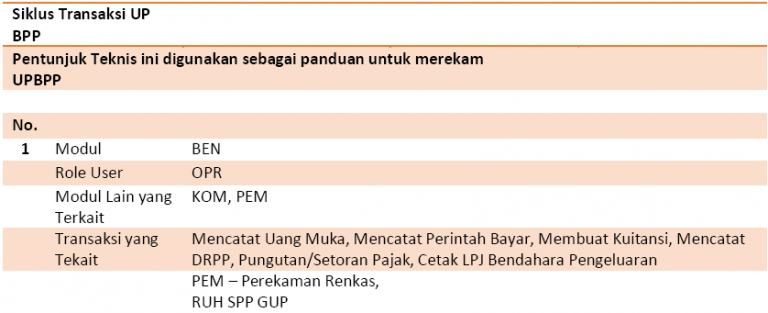 Siklus Transaksi UP
BPP
Pentunjuk Teknis ini digunakan sebagai panduan untuk merekam
UPBPP
No.
1 Modul BEN
Role User OPR
Modul Lain yang KOM, PEM
Terkait
Transaksi yang Mencatat Uang Muka, Mencatat Perintah Bayar, Membuat Kuitansi, Mencatat
Tekait DRPP, Pungutan/Setoran Pajak, Cetak LPJ Bendahara Pengeluaran
PEM – Perekaman Renkas,
RUH SPP GUP